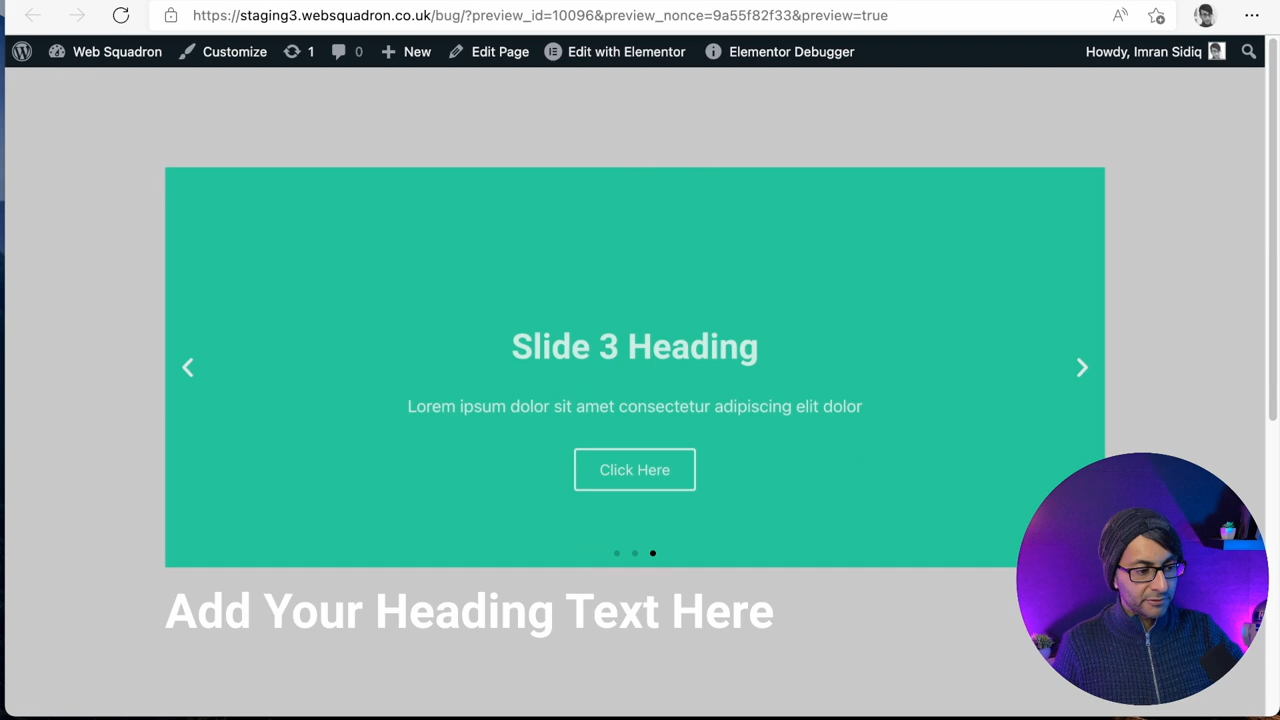 https://staging3.websquadron.co.uk/bug/?preview_id=10096&preview_nonce=9a55f82f33&preview=true
Web Squadron Customize 1 0 New Edit Page Edit with Elementor Elementor Debugger Howdy, Imran Sidiq
Slide 3 Heading
Lorem ipsum dolor sit amet consectetur adipiscing elit dolor
Click Here
Add Your Heading Text Here